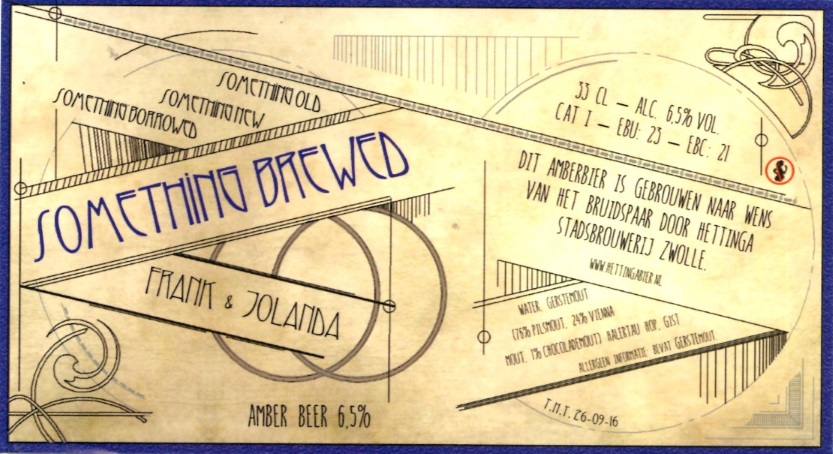 SOMETHING OLD
SOMETHING NEW
SOMETHING BORROWED
SOMETHING BREWED
FRANK & JOLANDA
AMBER BEER 6,5%
33 CL – ALC. 6,5% VOL.
CAT I – EBU: 23 – EBC: 21
DIT AMBERBIER IS GEBROUWEN NAAR WENS
VAN HET BRUIDSPAAR DOOR HETTINGA
STADSBROUWERIJ ZWOLLE.
WWW.HETTINGABIER.NL
WATER, GERSTEMOUT
(76% PILSMOUT, 24% VIENNA
MOUT, 1% CHOCOLADEMOUT) HALERTAU HOP, GIST
ALLERGEEN INFORMATIE: BEVAT GERSTEMOUT
T.H.T. 26-09-16